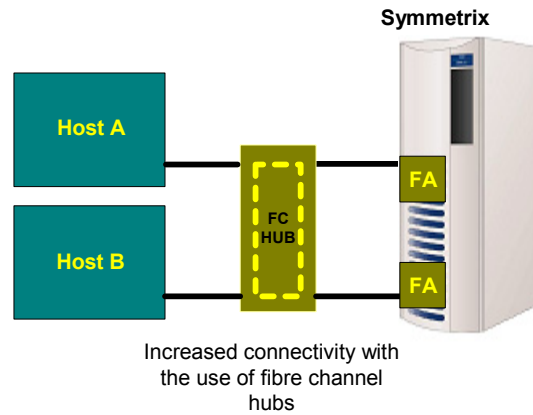 Symmetrix
Host A
FA
FC
HUB
Host B
FA
Increased connectivity with
the use of fibre channel
hubs